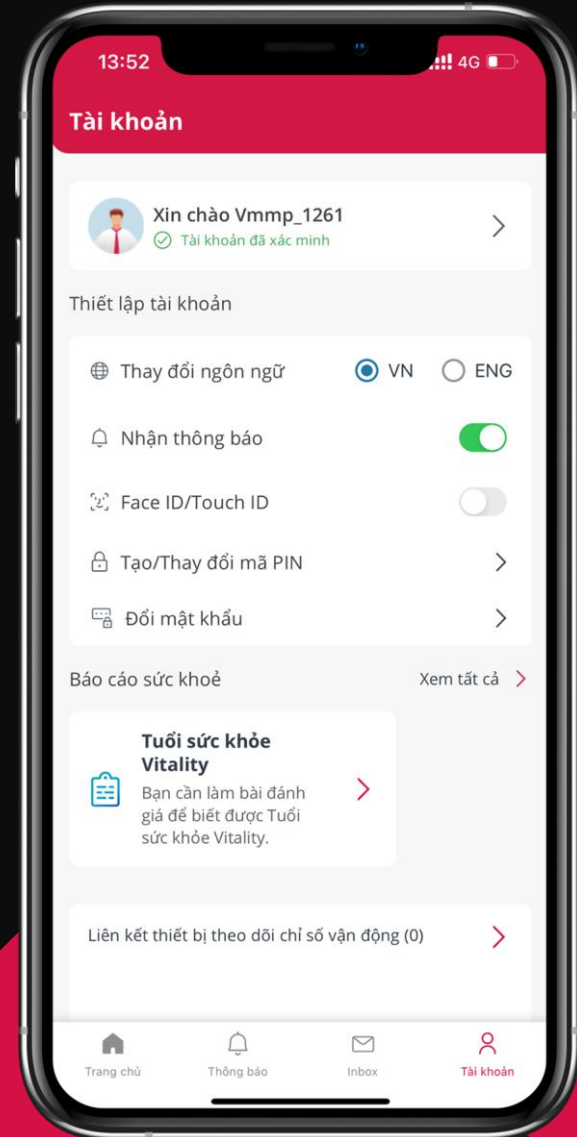 13:52
4G
Tài khoản
Xin chào Vmmp_1261
Tài khoản đã xác minh
Thiết lập tài khoản
Thay đổi ngôn ngữ VN ENG
Nhận thông báo
Face ID/Touch ID
Tạo/Thay đổi mã PIN
Đổi mật khẩu
Báo cáo sức khoẻ Xem tất cả
Tuổi sức khỏe
Vitality
Bạn cần làm bài đánh
giá để biết được Tuổi
sức khỏe Vitality.
Liên kết thiết bị theo dõi chỉ số vận động (0)
Trang chủ Thông báo Inbox Tài khoản